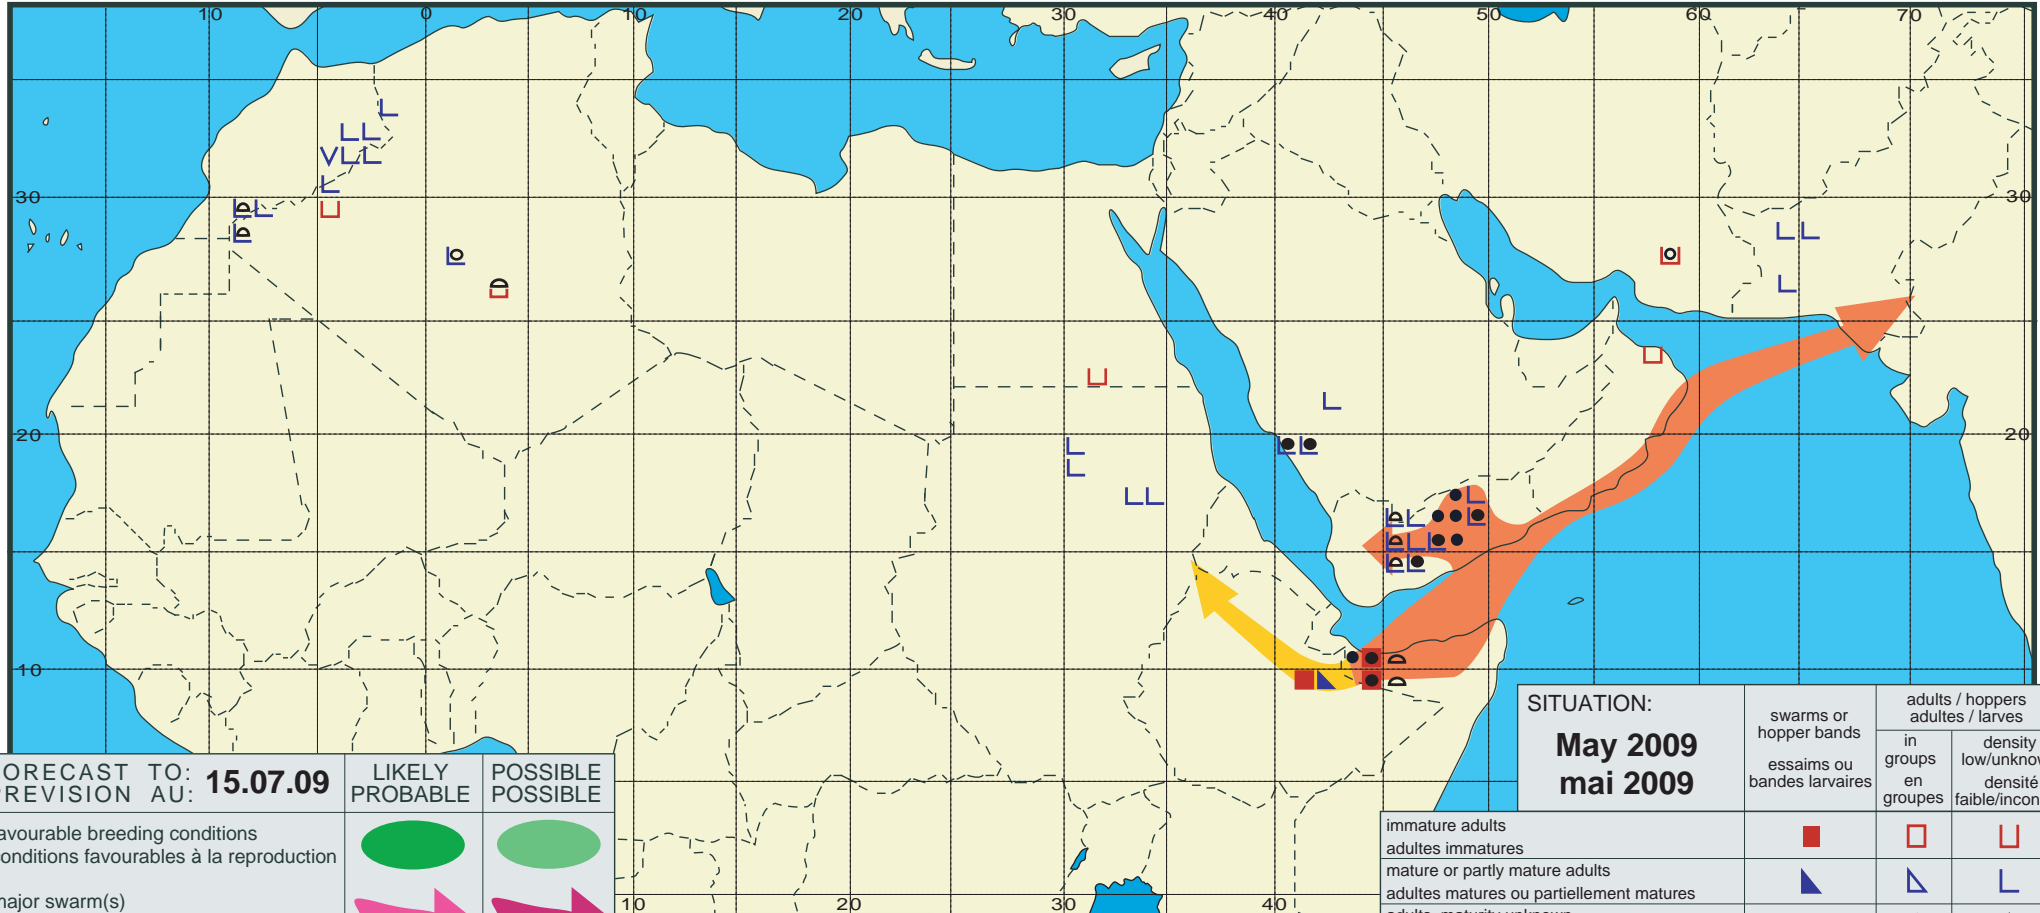 10 0 10 20 30 40 50 60 70
30 30
20 20
10
SITUATION:
May 2009
mai 2009
swarms or
hopper bands
essaims ou
bandes larvaires
adults / hoppers
adultes / larves
in
groups
en
groupes
density
low/unknow
densité
faible/incon
immature adults
adultes immatures
mature or partly mature adults
adultes matures ou partiellement matures
adults, maturity unknown
ORECAST TO: 15.07.09
REVISION AU:
LIKELY
PROBABLE
POSSIBLE
POSSIBLE
avourable breeding conditions
onditions favourables à la reproduction
major swarm(s)
10 20 30 40